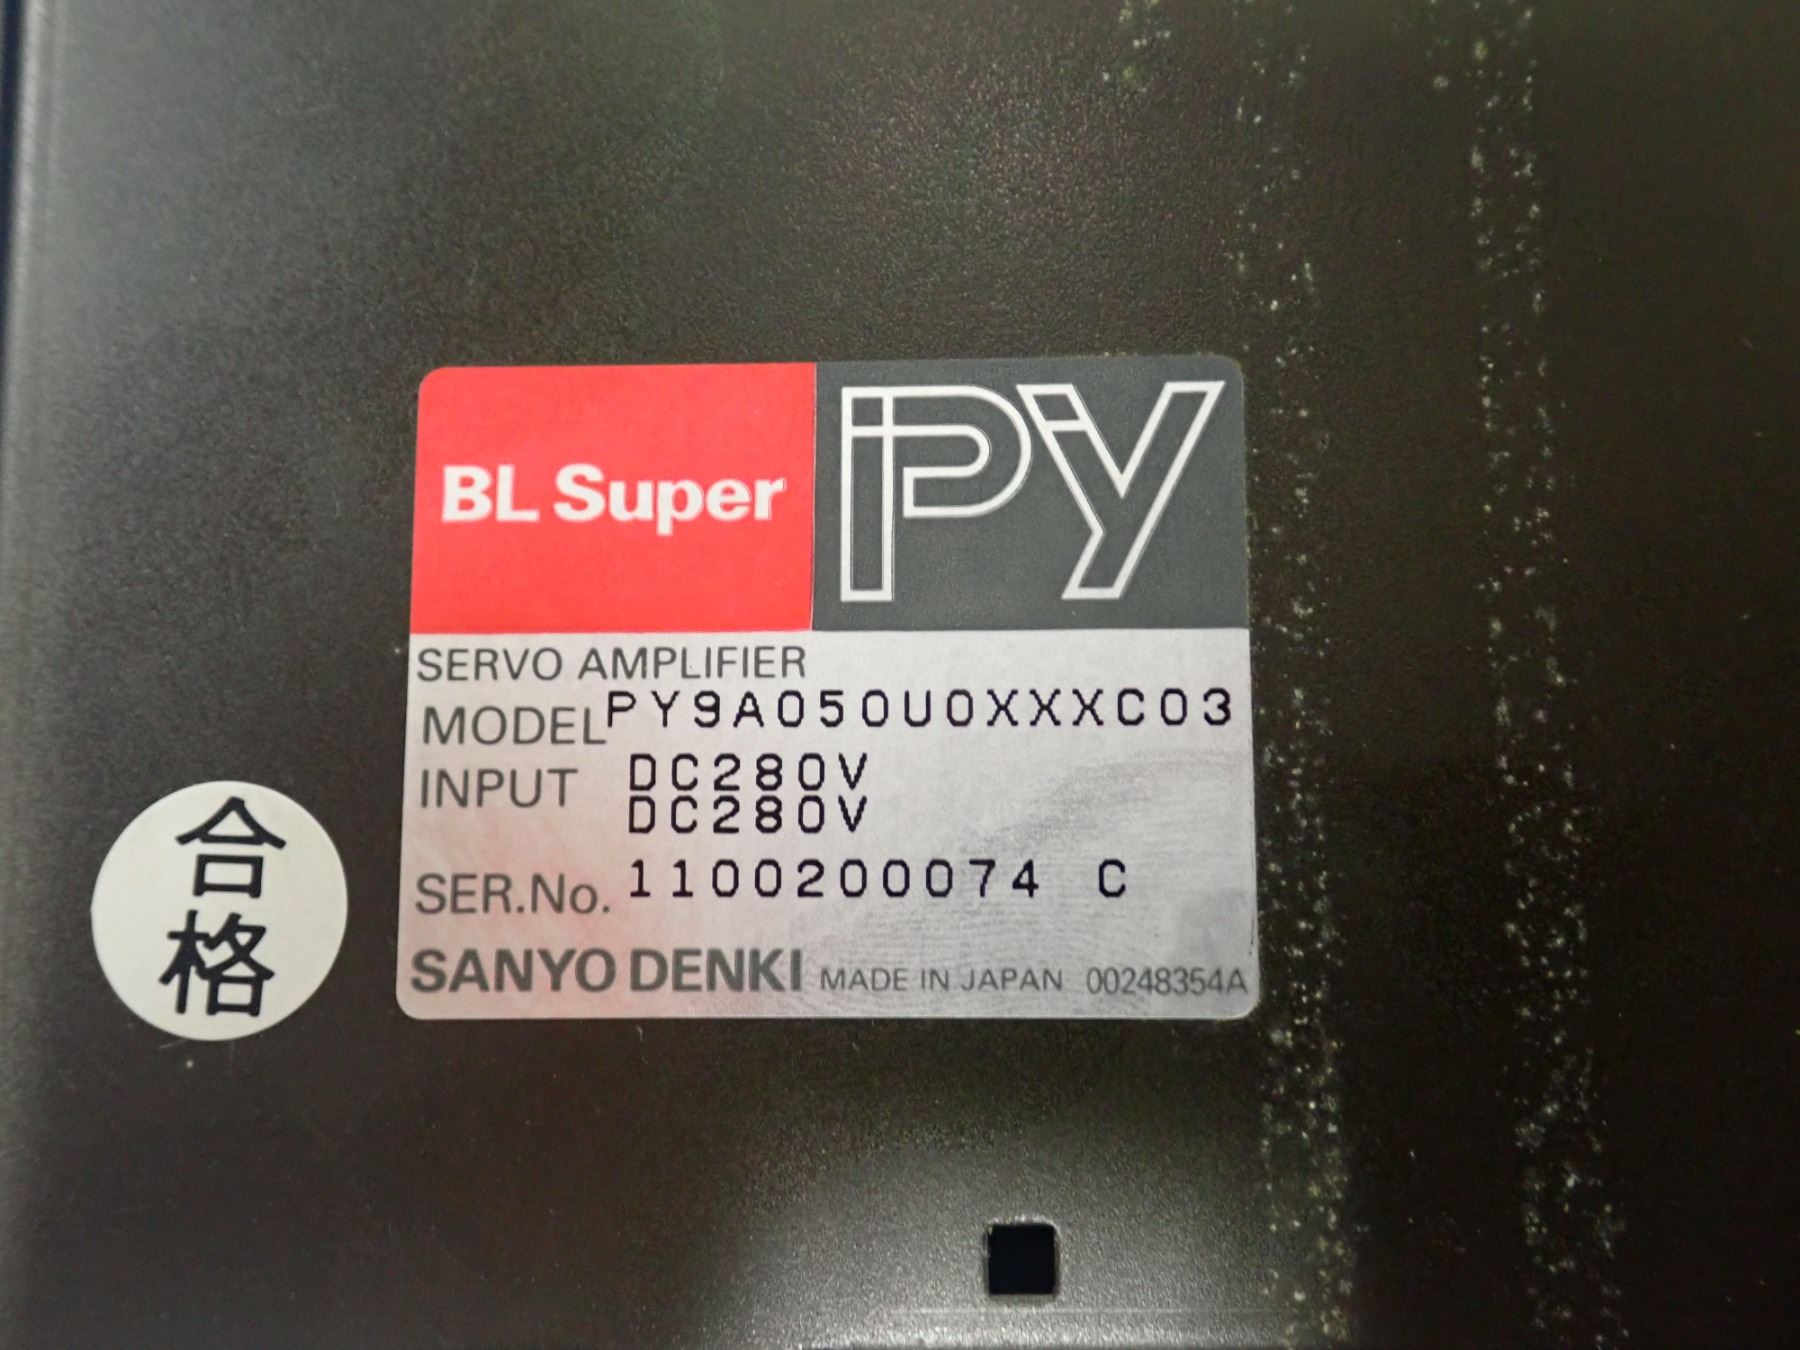 BL Super PY
SERVO AMPLIFIER
MODEL PY9A050U0XXXC03
INPUT DC280V
DC280V
SER.No. 1100200074 C
SANYO DENKI MADE IN JAPAN 00248354A
合
格